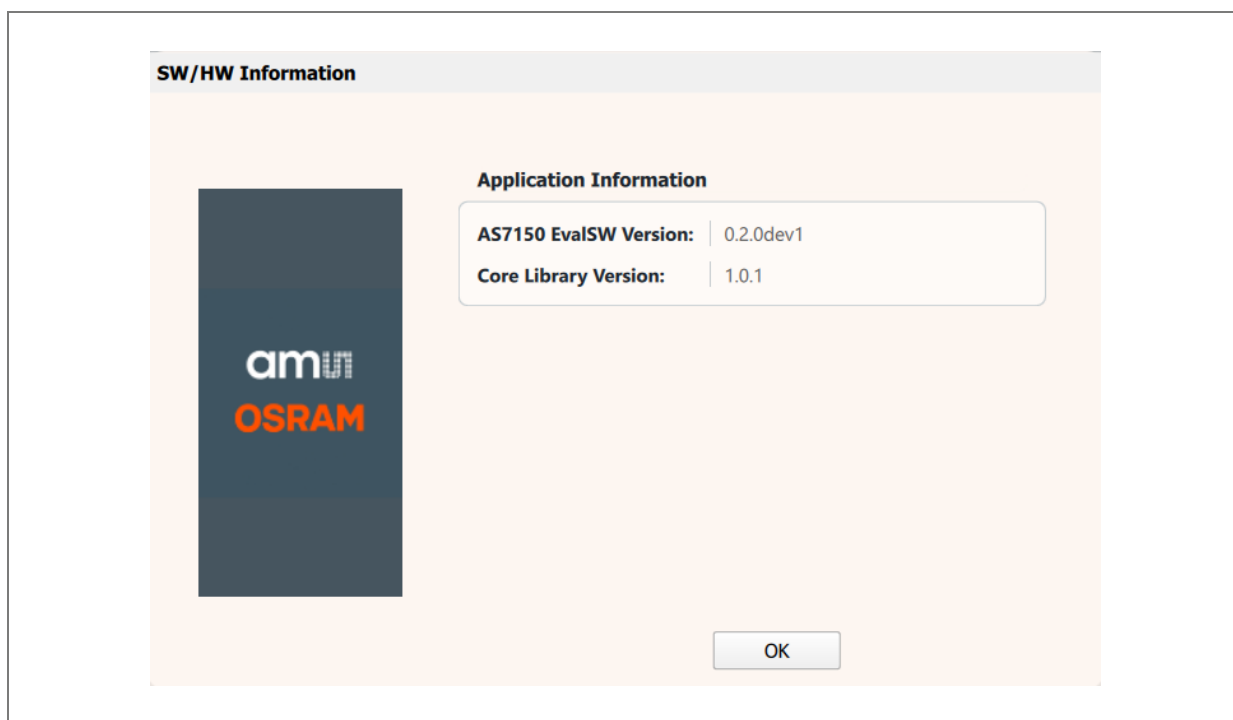 SW/HW Information
Application Information
AS7150 EvalSW Version: 0.2.0dev1
Core Library Version: 1.0.1
amu
OSRAM
OK